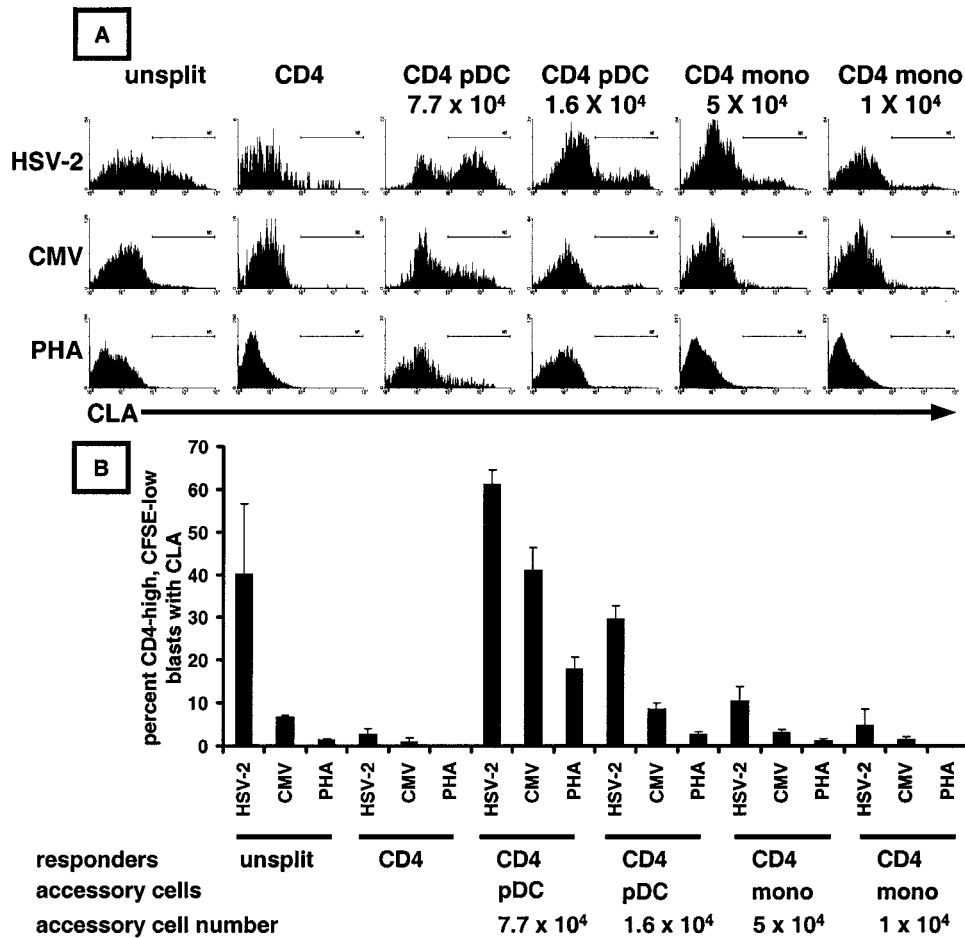 A
unsplit CD4 CD4 pDC CD4 pDC CD4 mono CD4 mono
7.7 x 10⁴ 1.6 X 10⁴ 5 X 10⁴ 1 X 10⁴
HSV-2
CMV
PHA
CLA
B
percent CD4-high, CFSE-low
blasts with CLA
70
60
50
40
30
20
10
0
HSV-2 CMV PHA HSV-2 CMV PHA HSV-2 CMV PHA HSV-2 CMV PHA HSV-2 CMV PHA HSV-2 CMV PHA
responders unsplit CD4 CD4 CD4 CD4 CD4
accessory cells pDC pDC mono mono
accessory cell number 7.7 x 10⁴ 1.6 x 10⁴ 5 x 10⁴ 1 x 10⁴